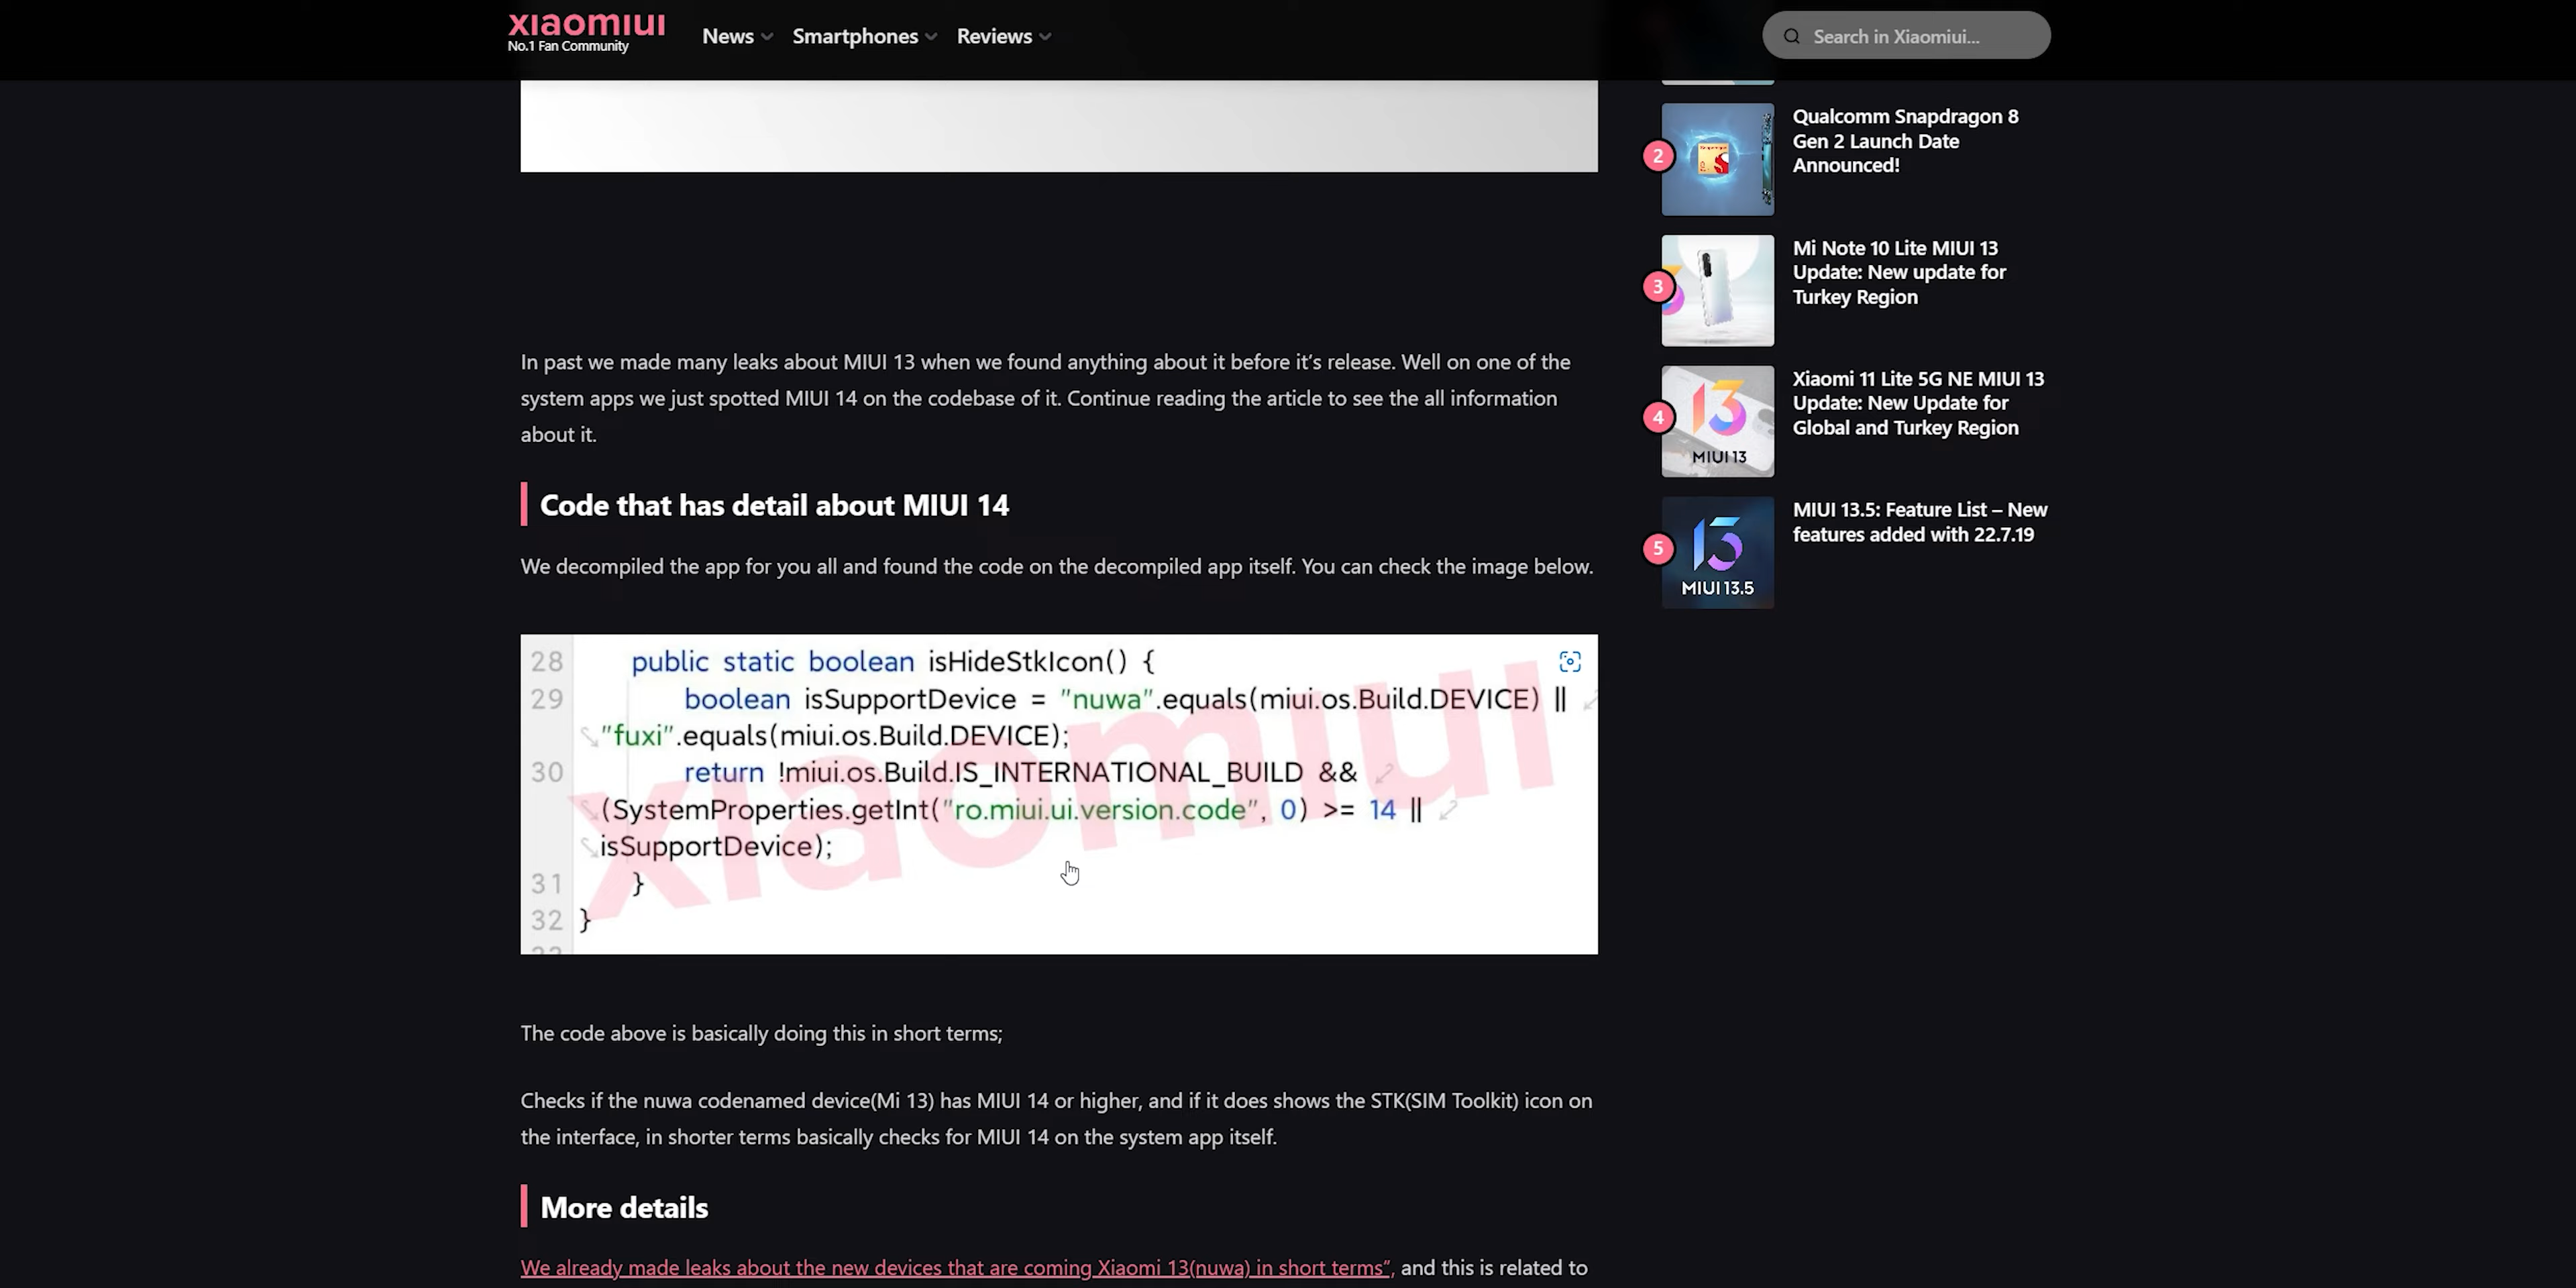 xiaomiui
No.1 Fan Community
News
Smartphones
Reviews
Search in Xiaomiui...
In past we made many leaks about MIUI 13 when we found anything about it before it’s release. Well on one of the
system apps we just spotted MIUI 14 on the codebase of it. Continue reading the article to see the all information
about it.
Code that has detail about MIUI 14
We decompiled the app for you all and found the code on the decompiled app itself. You can check the image below.
28 public static boolean isHideStkIcon() {
29 boolean isSupportDevice = "nuwa".equals(miui.os.Build.DEVICE) ||
"fuxi".equals(miui.os.Build.DEVICE);
30 return !miui.os.Build.IS_INTERNATIONAL_BUILD &&
(SystemProperties.getInt("ro.miui.ui.version.code", 0) >= 14 ||
isSupportDevice);
31 }
32 }
xiaomiui
The code above is basically doing this in short terms;
Checks if the nuwa codenamed device(Mi 13) has MIUI 14 or higher, and if it does shows the STK(SIM Toolkit) icon on
the interface, in shorter terms basically checks for MIUI 14 on the system app itself.
More details
We already made leaks about the new devices that are coming Xiaomi 13(nuwa) in short terms“, and this is related to
2
Qualcomm Snapdragon 8
Gen 2 Launch Date
Announced!
3
Mi Note 10 Lite MIUI 13
Update: New update for
Turkey Region
4
13
MIUI 13
Xiaomi 11 Lite 5G NE MIUI 13
Update: New Update for
Global and Turkey Region
5
MIUI 13.5
MIUI 13.5: Feature List – New
features added with 22.7.19